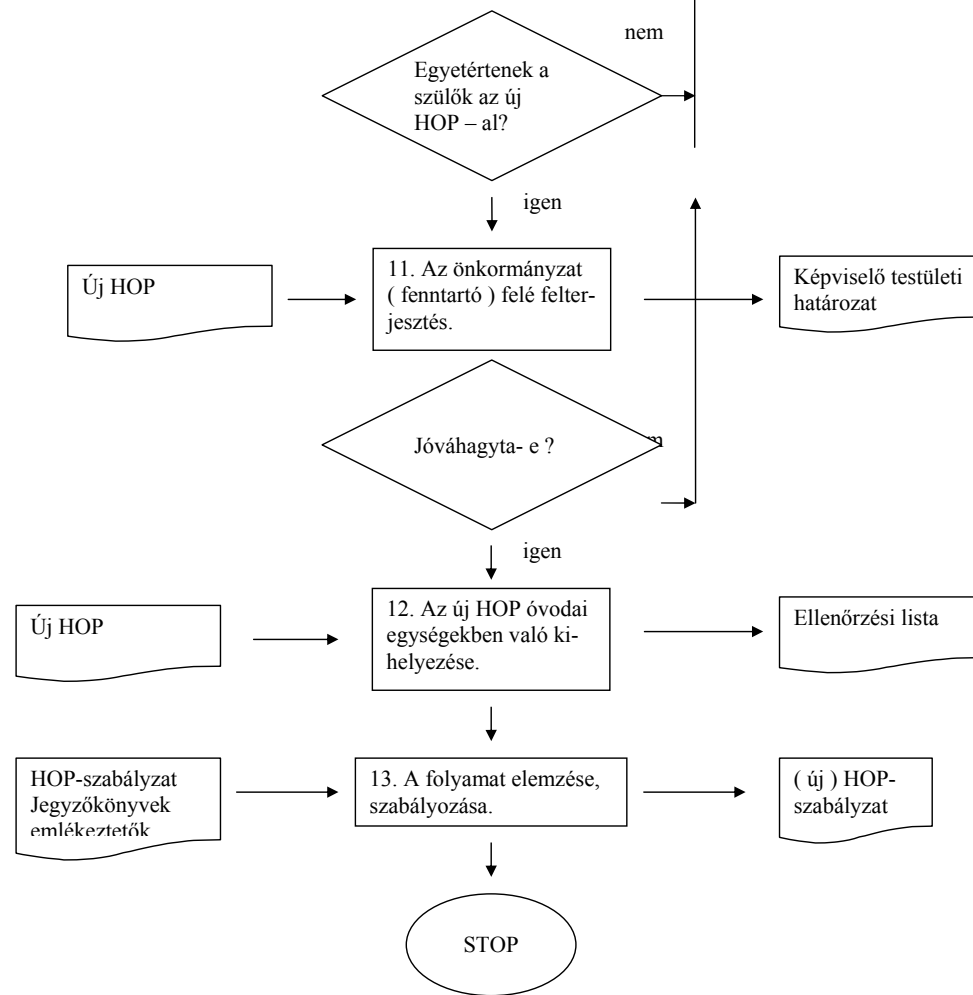 nem
Egyetértenek a
szülők az új
HOP – al?
igen
Új HOP
11. Az önkormányzat
( fenntartó ) felé felter-
jesztés.
Képviselő testületi
határozat
Jóváhagyta- e ?
igen
Új HOP
12. Az új HOP óvodai
egységekben való ki-
helyezése.
Ellenőrzési lista
HOP-szabályzat
Jegyzőkönyvek
emlékeztetők
13. A folyamat elemzése,
szabályozása.
( új ) HOP-
szabályzat
STOP